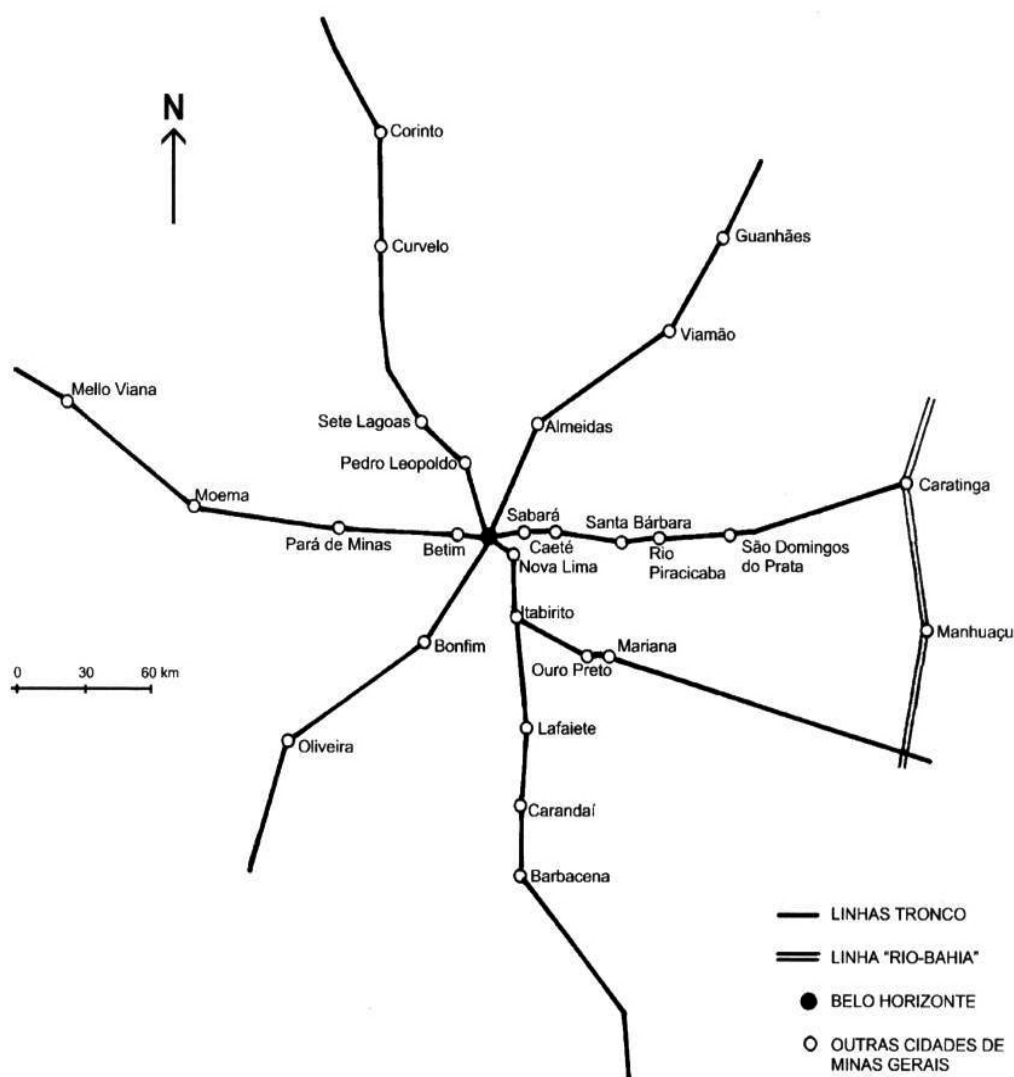 N
Corinto
Guanhães
Curvelo
Viamão
Mello Viana
Sete Lagoas
Almeidas
Pedro Leopoldo
Caratinga
Moema
Sabará
Santa Bárbara
Pará de Minas
Betim
Caeté
Rio
Piracicaba
São Domingos
do Prata
Nova Lima
Itabirito
Manhuaçu
Bonfim
Mariana
Ouro Preto
0 30 60 km
Lafaiete
Oliveira
Carandaí
Barbacena
LINHAS TRONCO
LINHA "RIO-BAHIA"
BELO HORIZONTE
OUTRAS CIDADES DE
MINAS GERAIS